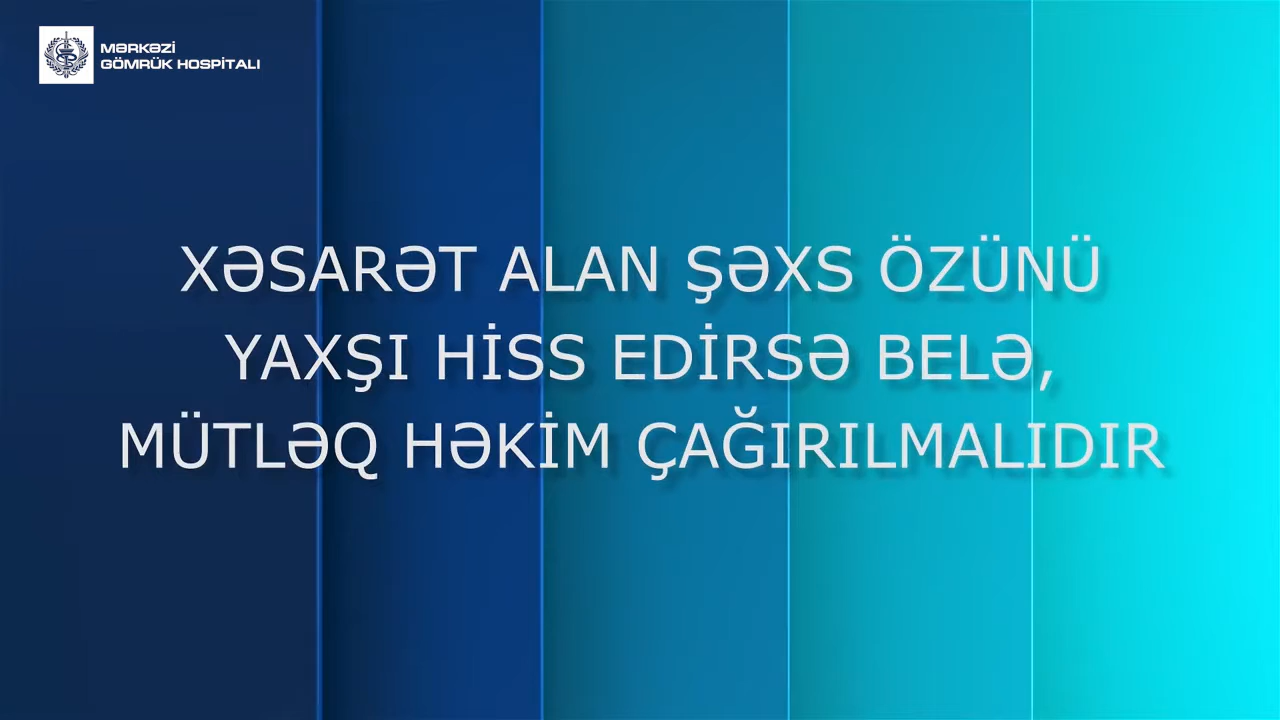 MƏRKƏZİ
GÖMRÜK HOSPİTALI
XƏSARƏT ALAN ŞƏXS ÖZÜNÜ
YAXŞI HİSS EDİRSƏ BELƏ,
MÜTLƏQ HƏKİM ÇAĞIRILMALIDIR